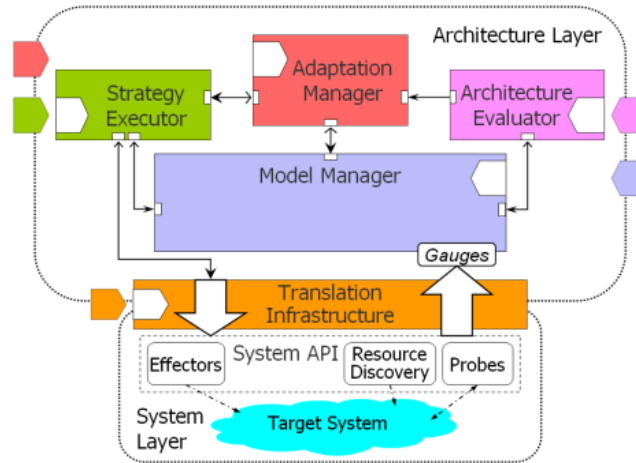 Architecture Layer
Strategy
Executor
Adaptation
Manager
Architecture
Evaluator
Model Manager
Gauges
Translation
Infrastructure
System API
Effectors
Resource
Discovery
Probes
System
Layer
Target System